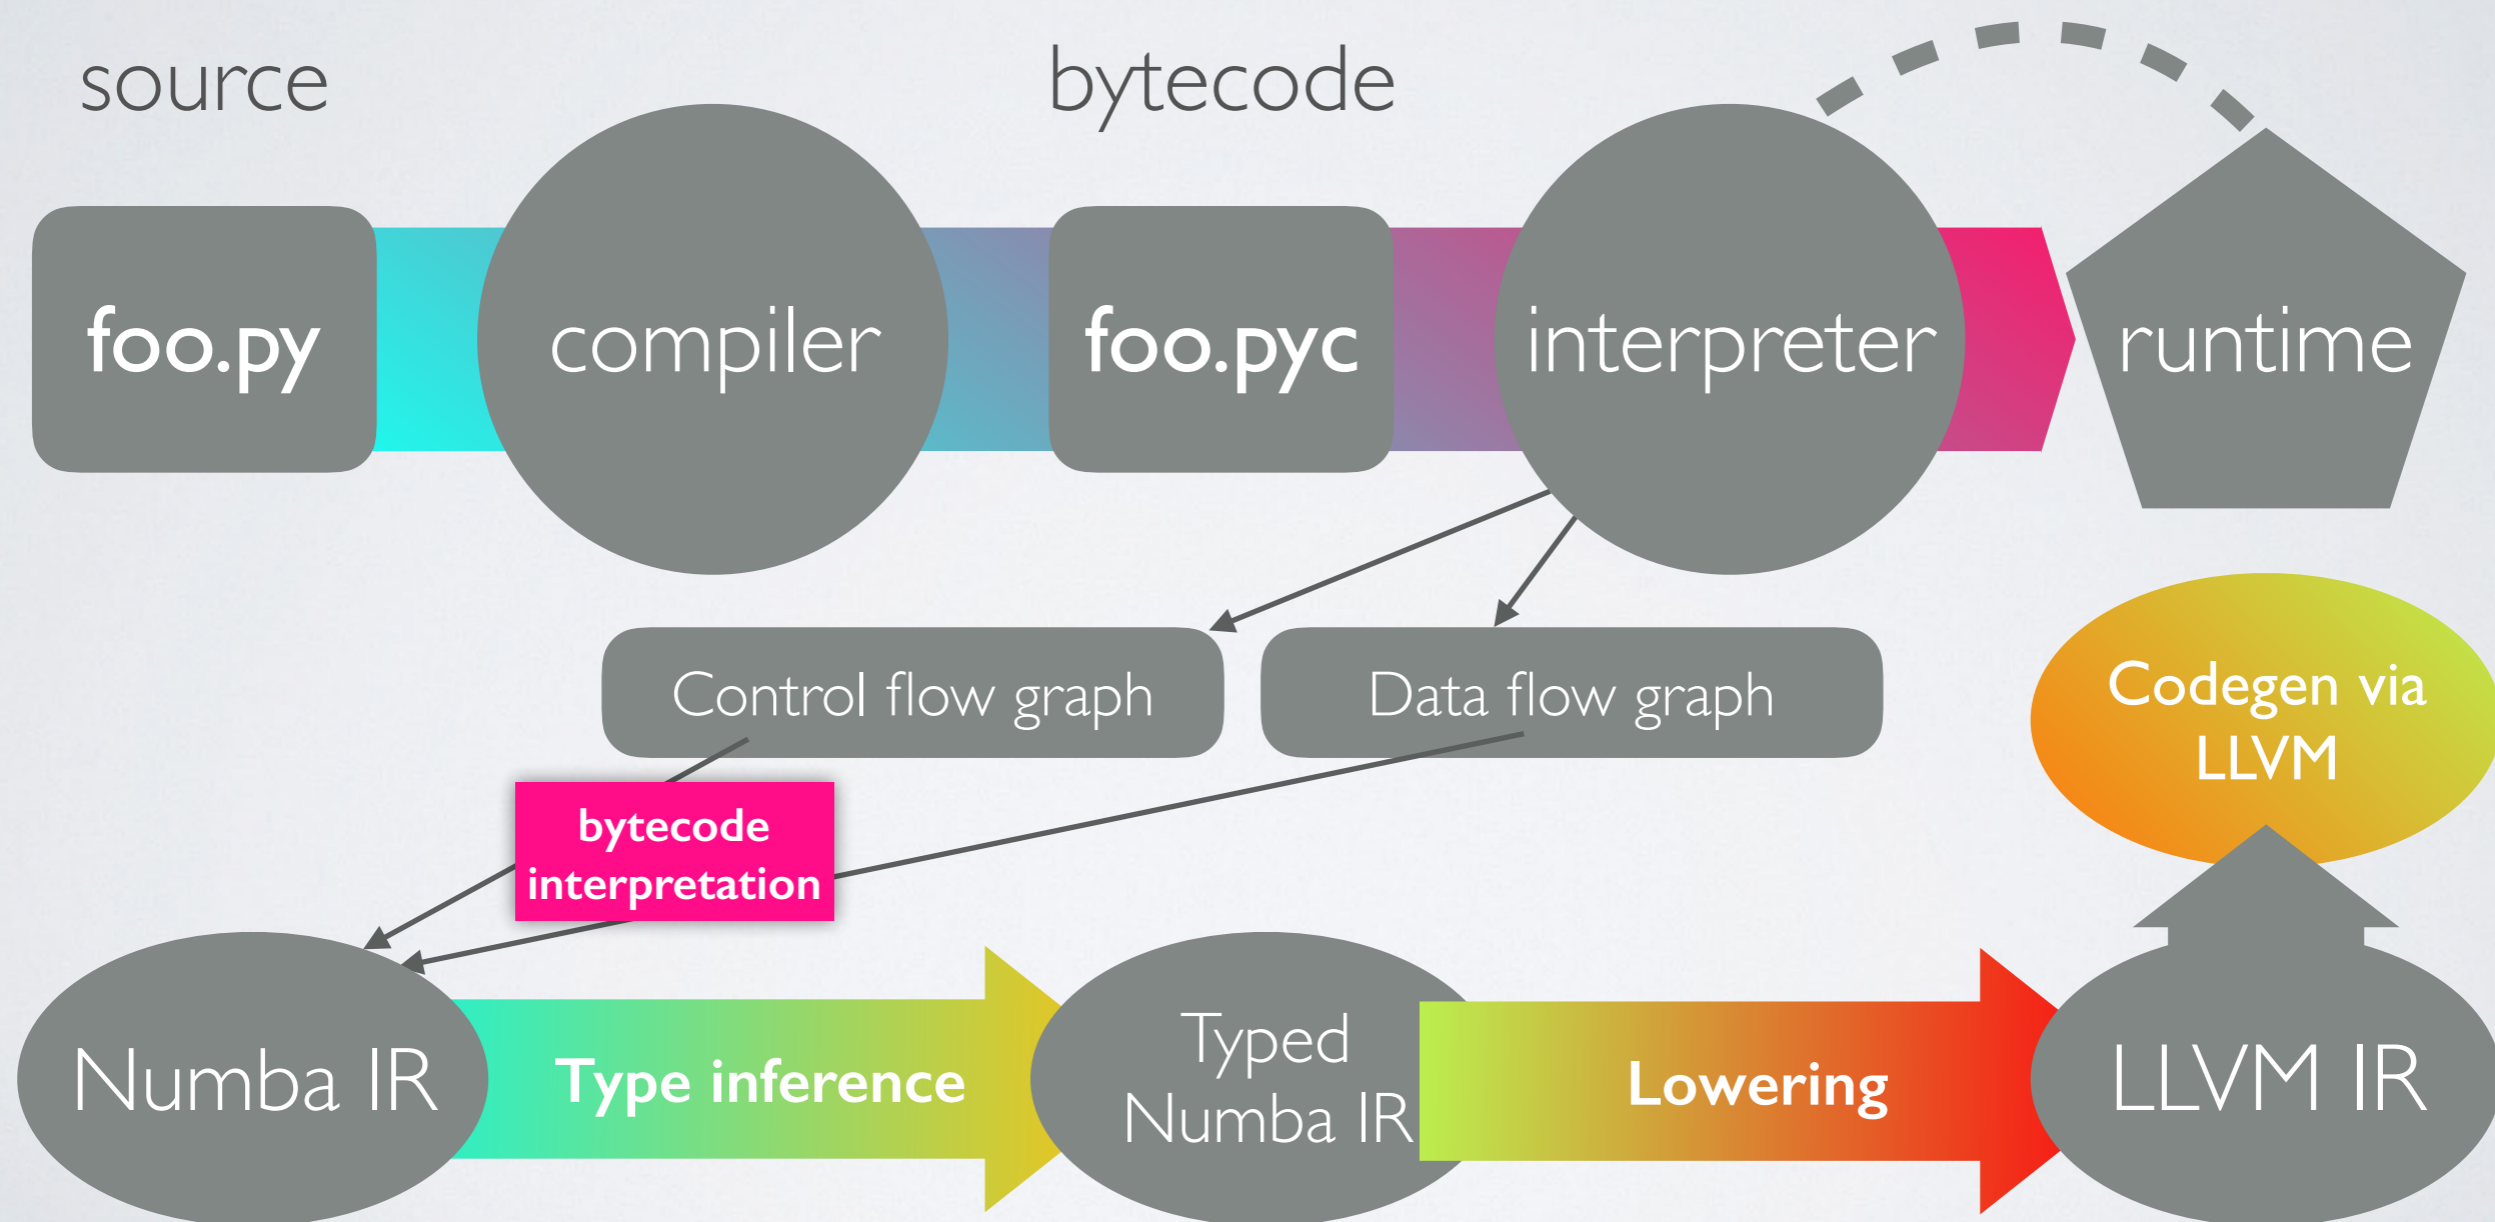 source
bytecode
foo.py
compiler
foo.pyc
interpreter
runtime
Control flow graph
Data flow graph
Codegen via
LLVM
bytecode
interpretation
Numba IR
Type inference
Typed
Numba IR
Lowering
LLVM IR